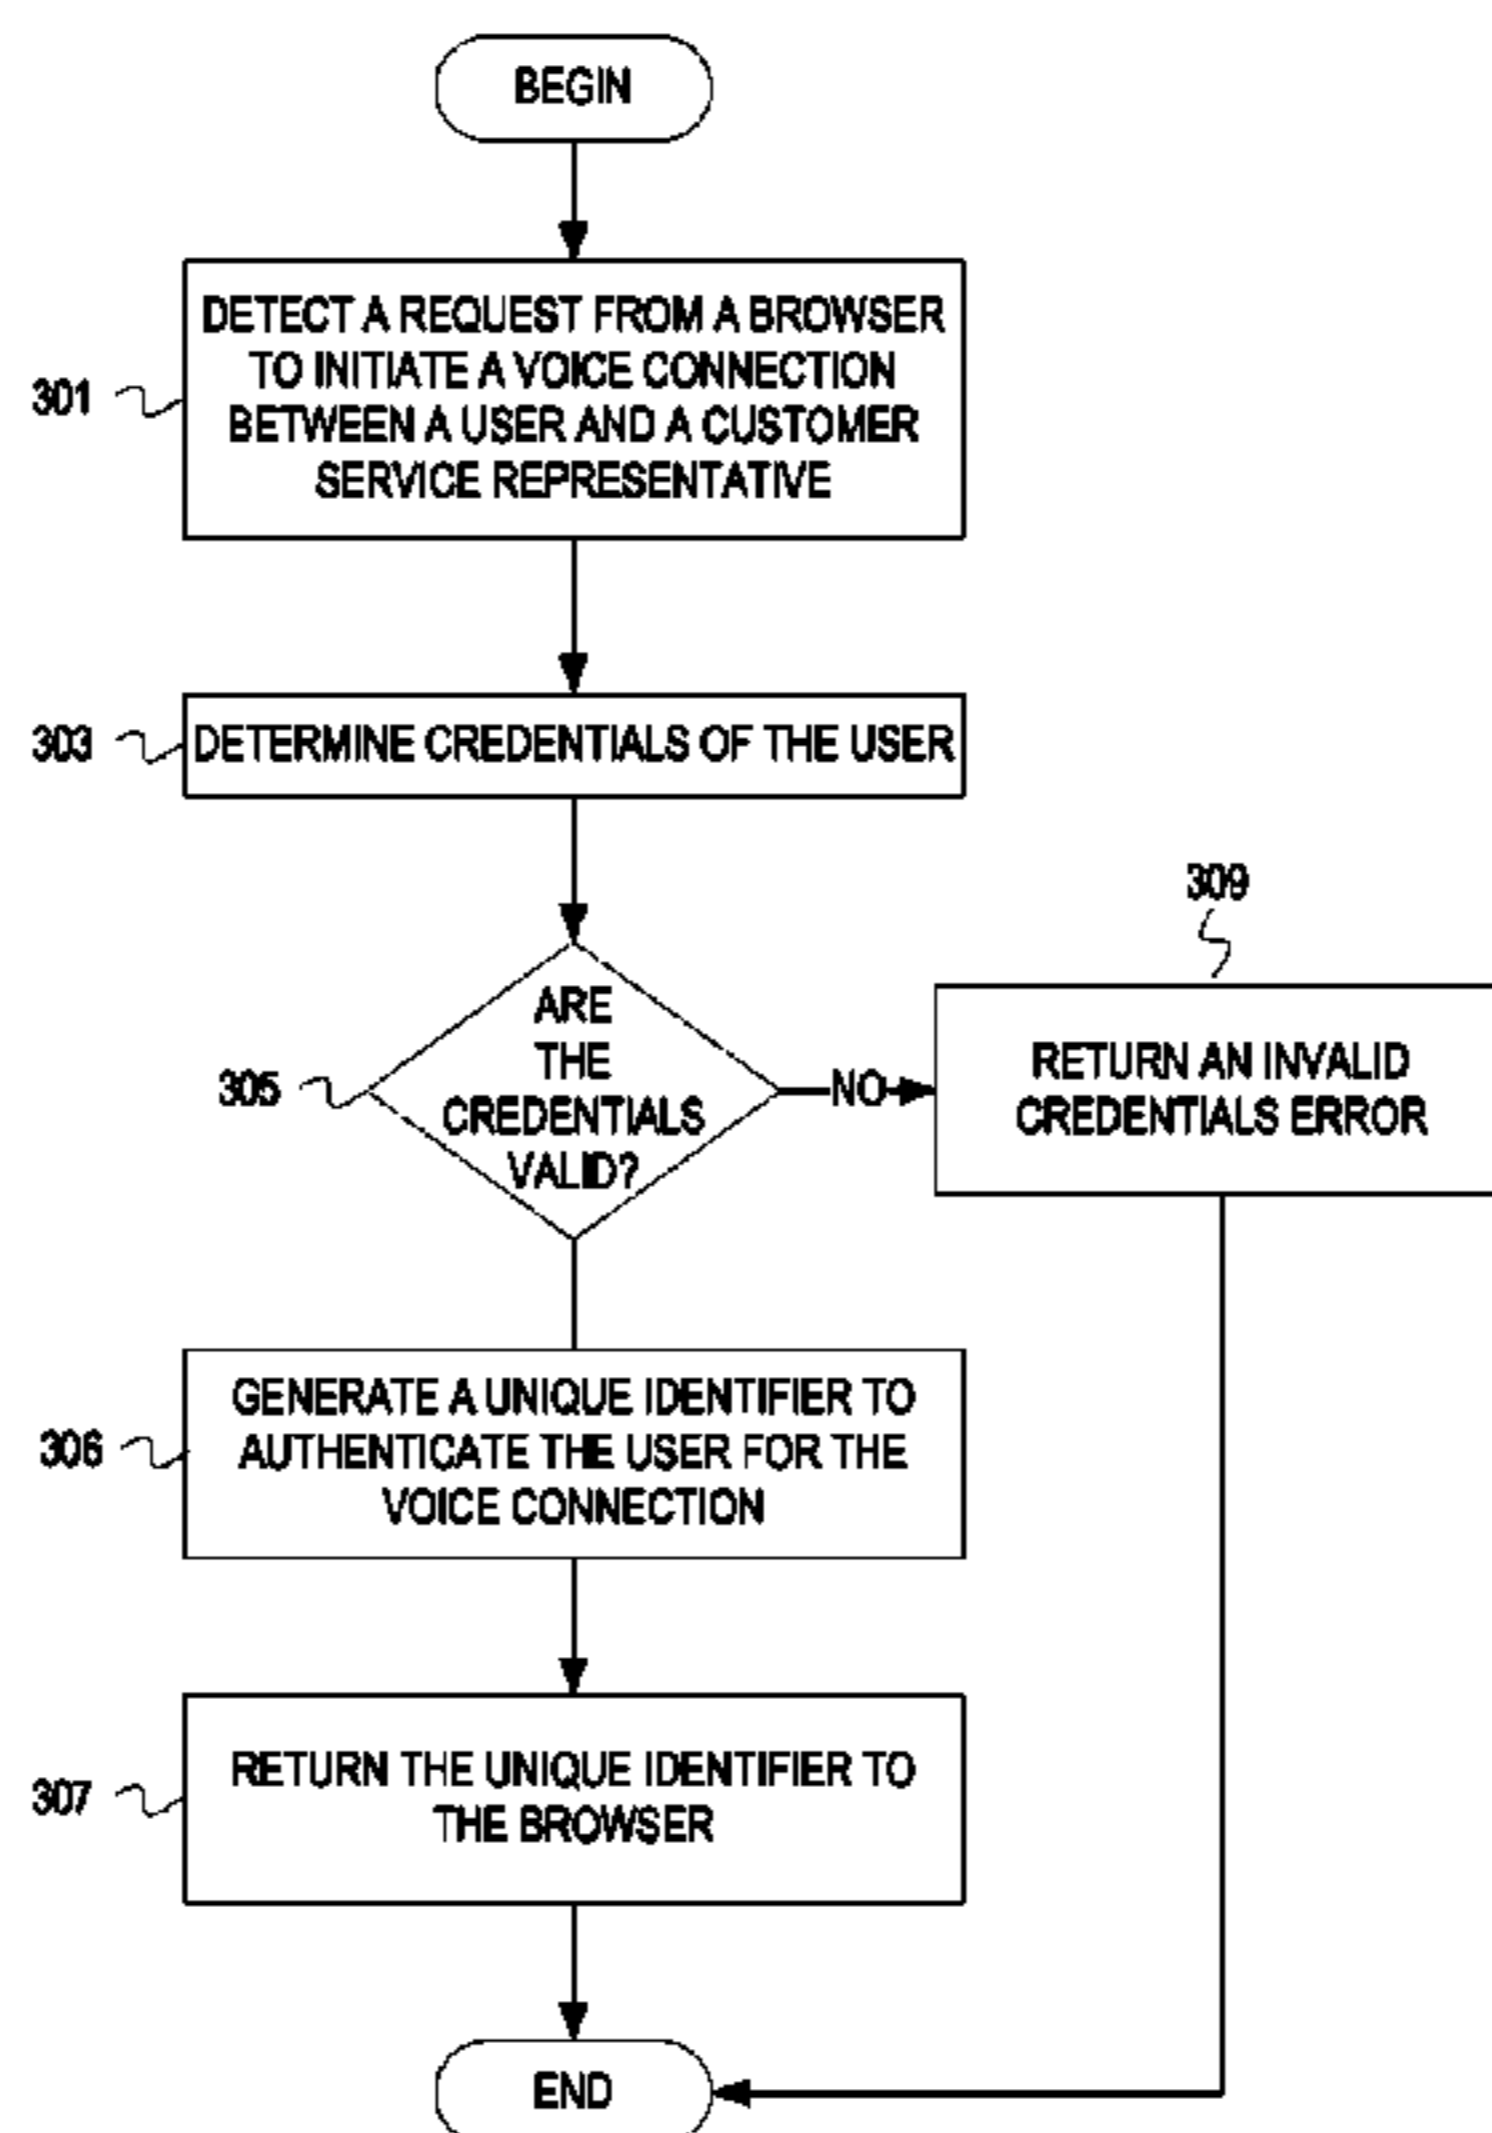 BEGIN
DETECT A REQUEST FROM A BROWSER
TO INITIATE A VOICE CONNECTION
BETWEEN A USER AND A CUSTOMER
SERVICE REPRESENTATIVE
301
303
DETERMINE CREDENTIALS OF THE USER
309
ARE
THE
CREDENTIALS
VALID?
305
NO
RETURN AN INVALID
CREDENTIALS ERROR
GENERATE A UNIQUE IDENTIFIER TO
AUTHENTICATE THE USER FOR THE
VOICE CONNECTION
306
RETURN THE UNIQUE IDENTIFIER TO
THE BROWSER
307
END